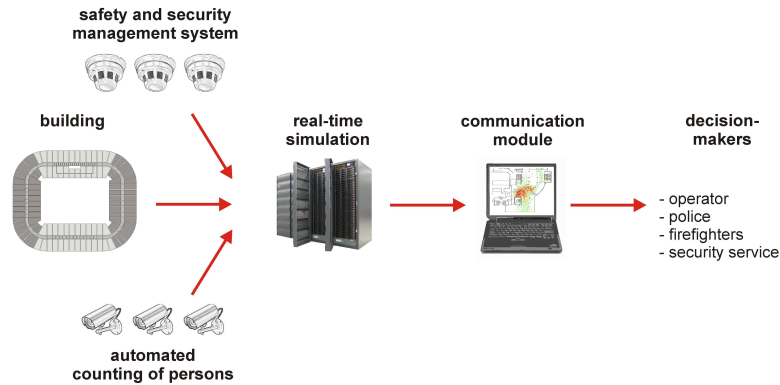 safety and security
management system
building
real-time
simulation
communication
module
decision-
makers
- operator
- police
- firefighters
- security service
automated
counting of persons